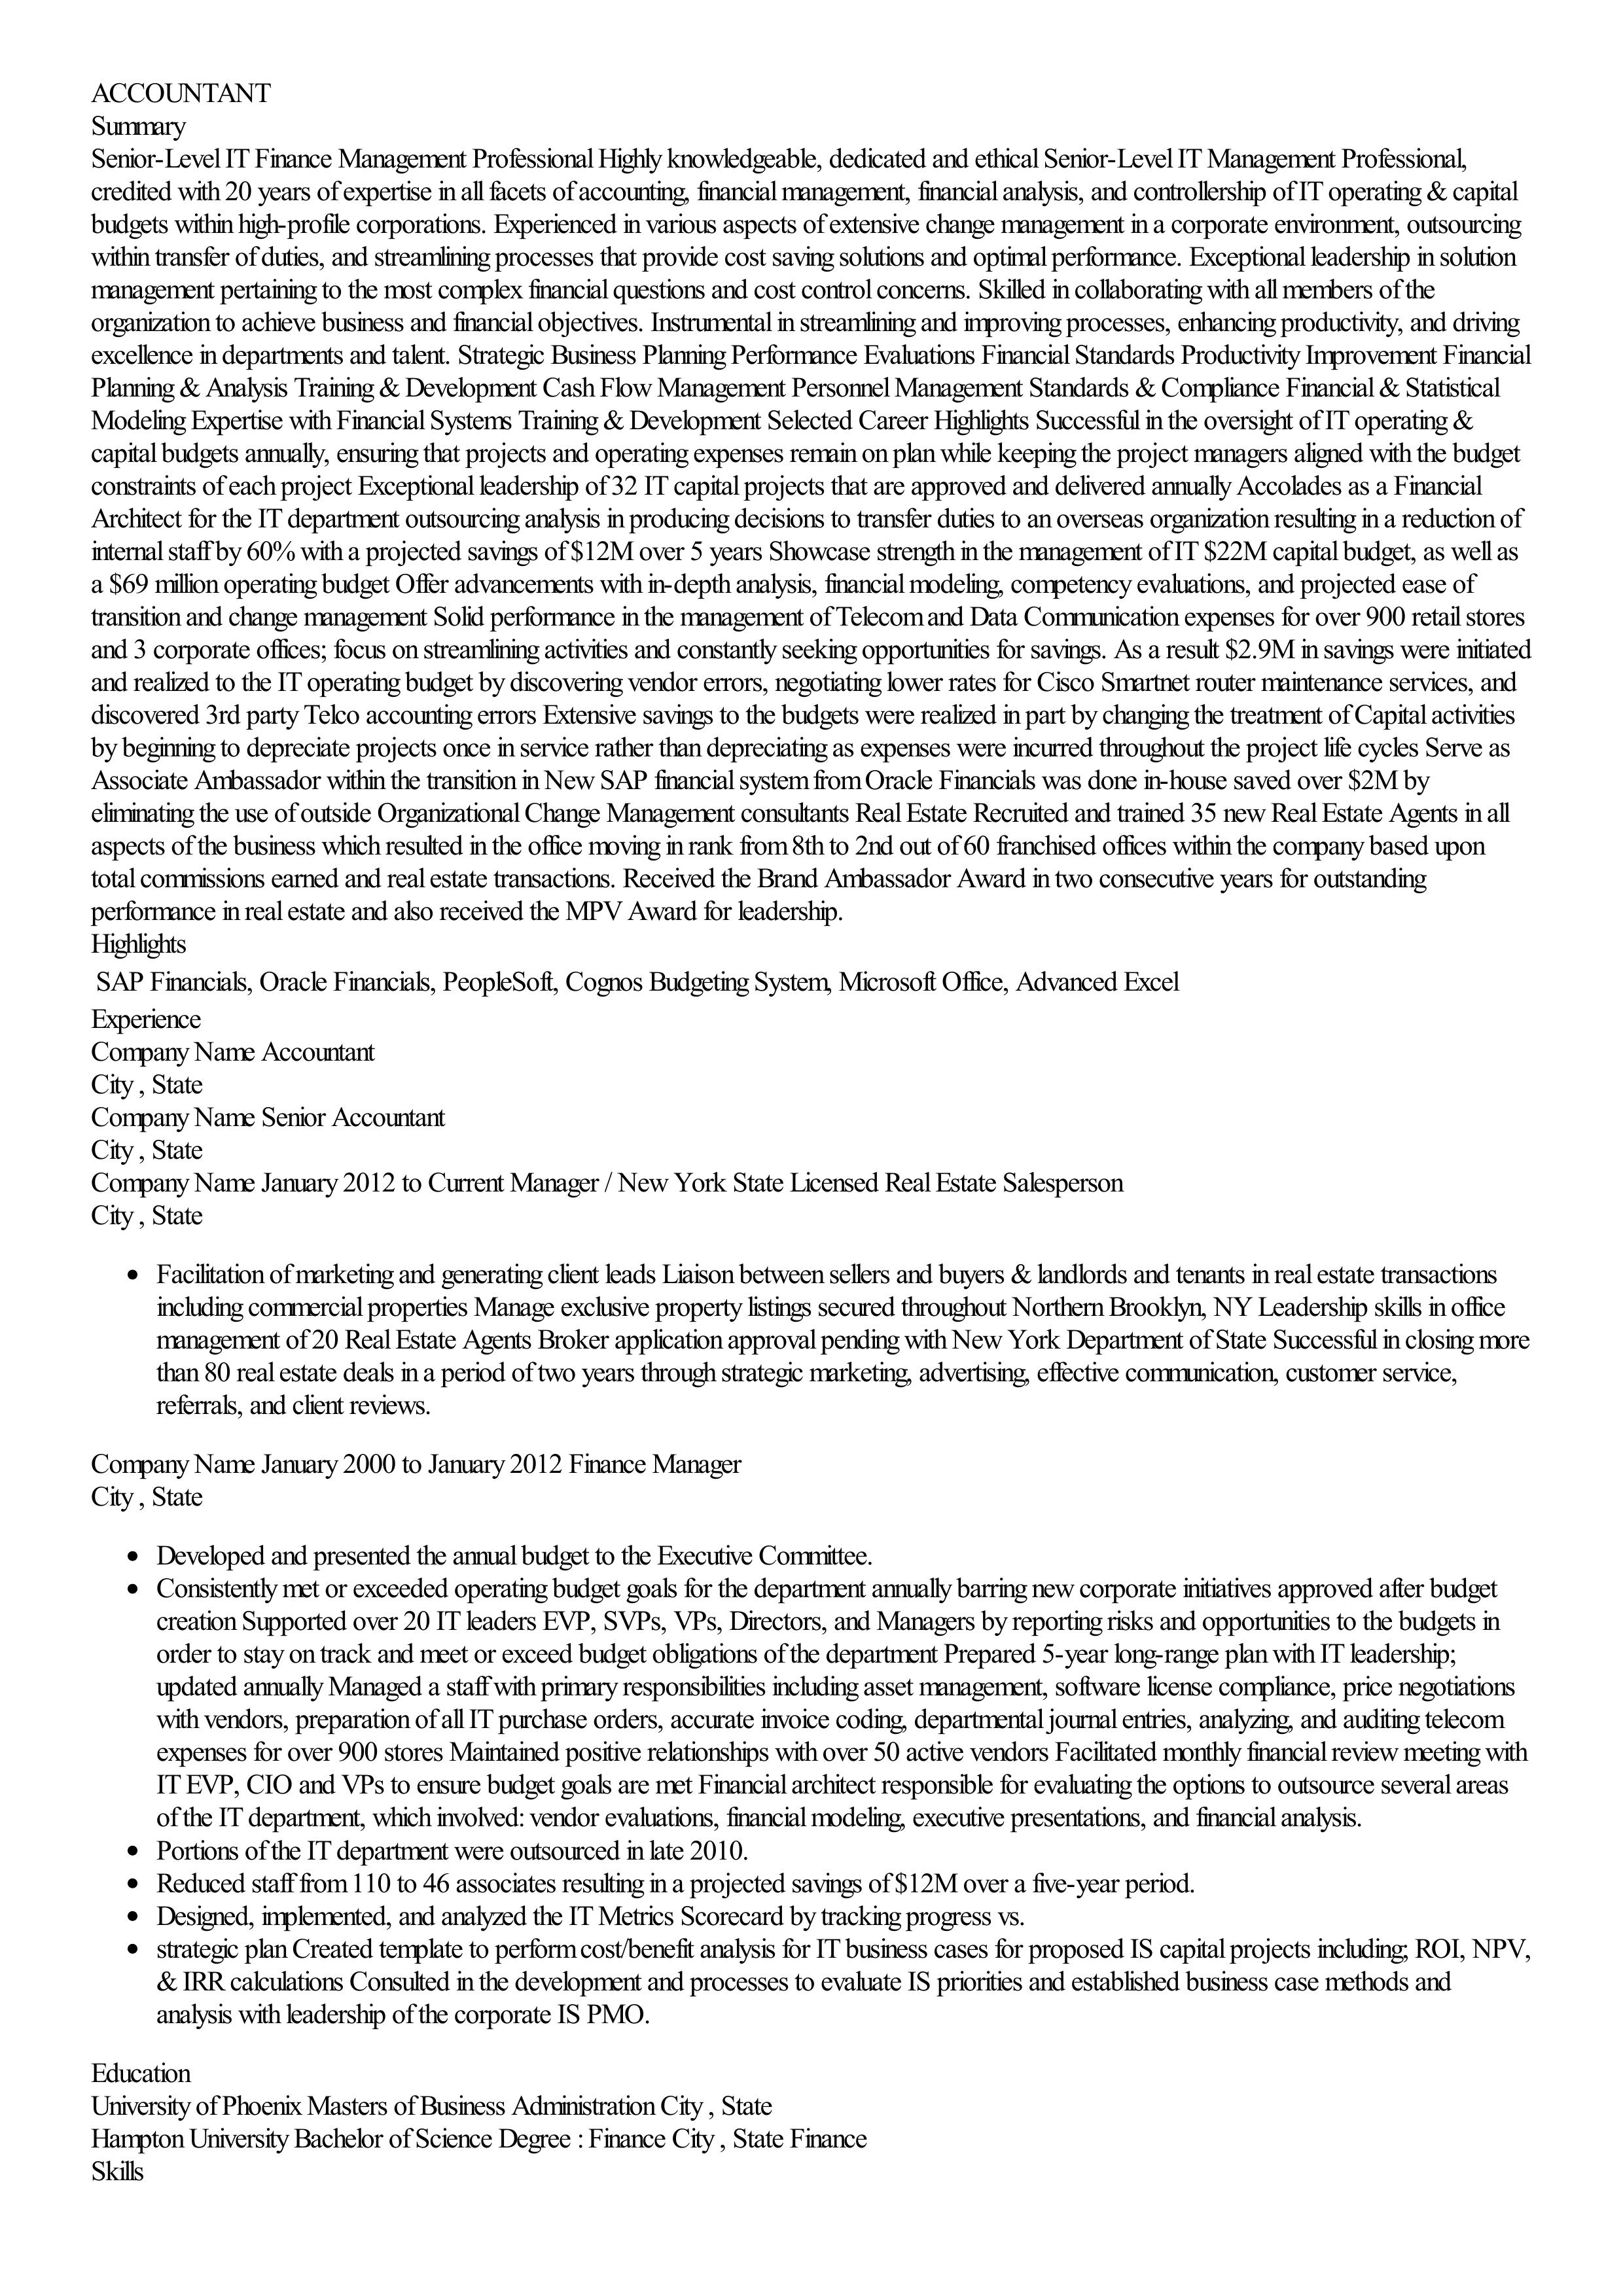 ACCOUNTANT
Summary
Senior-Level IT Finance Management Professional Highly knowledgeable, dedicated and ethical Senior-Level IT Management Professional,
credited with 20 years of expertise in all facets of accounting, financial management, financial analysis, and controllership of IT operating & capital
budgets within high-profile corporations. Experienced in various aspects of extensive change management in a corporate environment, outsourcing
within transfer of duties, and streamlining processes that provide cost saving solutions and optimal performance. Exceptional leadership in solution
management pertaining to the most complex financial questions and cost control concerns. Skilled in collaborating with all members of the
organization to achieve business and financial objectives. Instrumental in streamlining and improving processes, enhancing productivity, and driving
excellence in departments and talent. Strategic Business Planning Performance Evaluations Financial Standards Productivity Improvement Financial
Planning & Analysis Training & Development Cash Flow Management Personnel Management Standards & Compliance Financial & Statistical
Modeling Expertise with Financial Systems Training & Development Selected Career Highlights Successful in the oversight of IT operating &
capital budgets annually, ensuring that projects and operating expenses remain on plan while keeping the project managers aligned with the budget
constraints of each project Exceptional leadership of 32 IT capital projects that are approved and delivered annually Accolades as a Financial
Architect for the IT department outsourcing analysis in producing decisions to transfer duties to an overseas organization resulting in a reduction of
internal staff by 60% with a projected savings of $12M over 5 years Showcase strength in the management of IT $22M capital budget, as well as
a $69 million operating budget Offer advancements with in-depth analysis, financial modeling, competency evaluations, and projected ease of
transition and change management Solid performance in the management of Telecom and Data Communication expenses for over 900 retail stores
and 3 corporate offices; focus on streamlining activities and constantly seeking opportunities for savings. As a result $2.9M in savings were initiated
and realized to the IT operating budget by discovering vendor errors, negotiating lower rates for Cisco Smartnet router maintenance services, and
discovered 3rd party Telco accounting errors Extensive savings to the budgets were realized in part by changing the treatment of Capital activities
by beginning to depreciate projects once in service rather than depreciating as expenses were incurred throughout the project life cycles Serve as
Associate Ambassador within the transition in New SAP financial system from Oracle Financials was done in-house saved over $2M by
eliminating the use of outside Organizational Change Management consultants Real Estate Recruited and trained 35 new Real Estate Agents in all
aspects of the business which resulted in the office moving in rank from 8th to 2nd out of 60 franchised offices within the company based upon
total commissions earned and real estate transactions. Received the Brand Ambassador Award in two consecutive years for outstanding
performance in real estate and also received the MPV Award for leadership.
Highlights
SAP Financials, Oracle Financials, PeopleSoft, Cognos Budgeting System, Microsoft Office, Advanced Excel
Experience
Company Name Accountant
City , State
Company Name Senior Accountant
City , State
Company Name January 2012 to Current Manager / New York State Licensed Real Estate Salesperson
City , State
• Facilitation of marketing and generating client leads Liaison between sellers and buyers & landlords and tenants in real estate transactions
including commercial properties Manage exclusive property listings secured throughout Northern Brooklyn, NY Leadership skills in office
management of 20 Real Estate Agents Broker application approval pending with New York Department of State Successful in closing more
than 80 real estate deals in a period of two years through strategic marketing, advertising, effective communication, customer service,
referrals, and client reviews.
Company Name January 2000 to January 2012 Finance Manager
City , State
• Developed and presented the annual budget to the Executive Committee.
• Consistently met or exceeded operating budget goals for the department annually barring new corporate initiatives approved after budget
creation Supported over 20 IT leaders EVP, SVPs, VPs, Directors, and Managers by reporting risks and opportunities to the budgets in
order to stay on track and meet or exceed budget obligations of the department Prepared 5-year long-range plan with IT leadership;
updated annually Managed a staff with primary responsibilities including asset management, software license compliance, price negotiations
with vendors, preparation of all IT purchase orders, accurate invoice coding, departmental journal entries, analyzing, and auditing telecom
expenses for over 900 stores Maintained positive relationships with over 50 active vendors Facilitated monthly financial review meeting with
IT EVP, CIO and VPs to ensure budget goals are met Financial architect responsible for evaluating the options to outsource several areas
of the IT department, which involved: vendor evaluations, financial modeling, executive presentations, and financial analysis.
• Portions of the IT department were outsourced in late 2010.
• Reduced staff from 110 to 46 associates resulting in a projected savings of $12M over a five-year period.
• Designed, implemented, and analyzed the IT Metrics Scorecard by tracking progress vs.
• strategic plan Created template to perform cost/benefit analysis for IT business cases for proposed IS capital projects including; ROI, NPV,
& IRR calculations Consulted in the development and processes to evaluate IS priorities and established business case methods and
analysis with leadership of the corporate IS PMO.
Education
University of Phoenix Masters of Business Administration City , State
Hampton University Bachelor of Science Degree : Finance City , State Finance
Skills